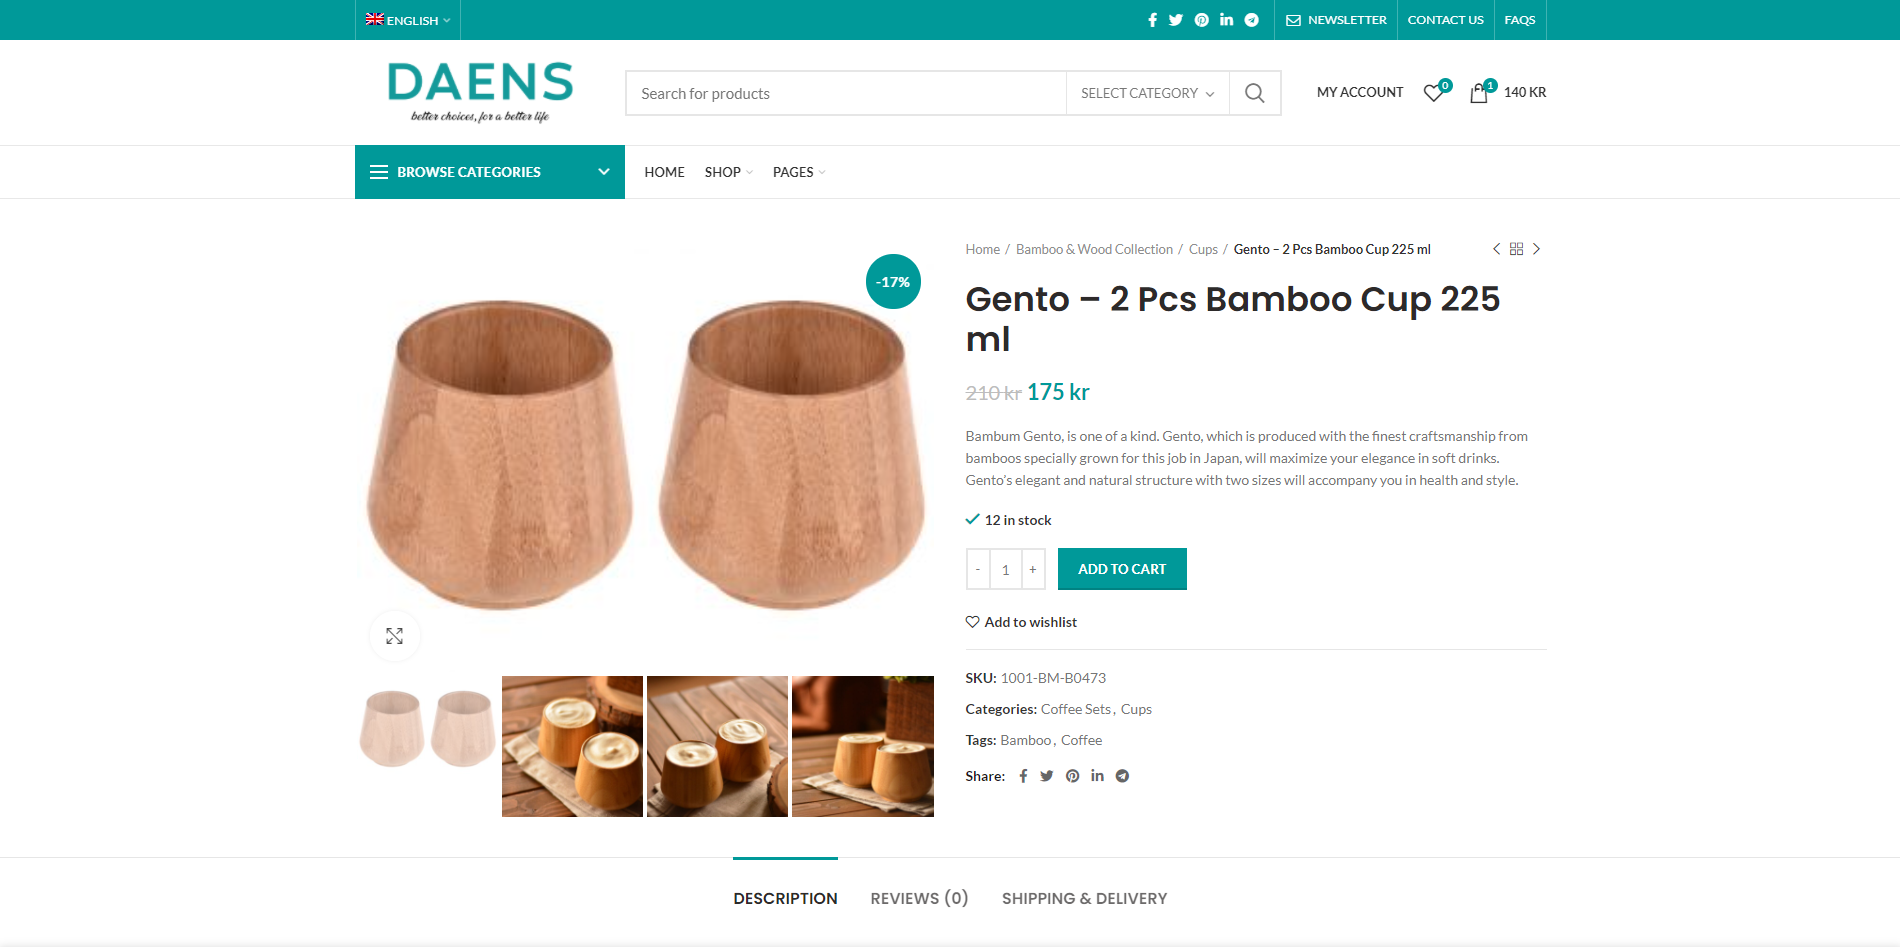 ENGLISH
NEWSLETTER
CONTACT US
FAQS
DAENS
better choices, for a better life
Search for products
SELECT CATEGORY
MY ACCOUNT
0
1
140 KR
BROWSE CATEGORIES
HOME
SHOP
PAGES
Home / Bamboo & Wood Collection / Cups / Gento – 2 Pcs Bamboo Cup 225 ml
-17%
Gento – 2 Pcs Bamboo Cup 225
ml
210 kr 175 kr
Bambum Gento, is one of a kind. Gento, which is produced with the finest craftsmanship from
bamboos specially grown for this job in Japan, will maximize your elegance in soft drinks.
Gento's elegant and natural structure with two sizes will accompany you in health and style.
12 in stock
- 1 +
ADD TO CART
Add to wishlist
SKU: 1001-BM-B0473
Categories: Coffee Sets, Cups
Tags: Bamboo, Coffee
Share:
DESCRIPTION
REVIEWS (0)
SHIPPING & DELIVERY